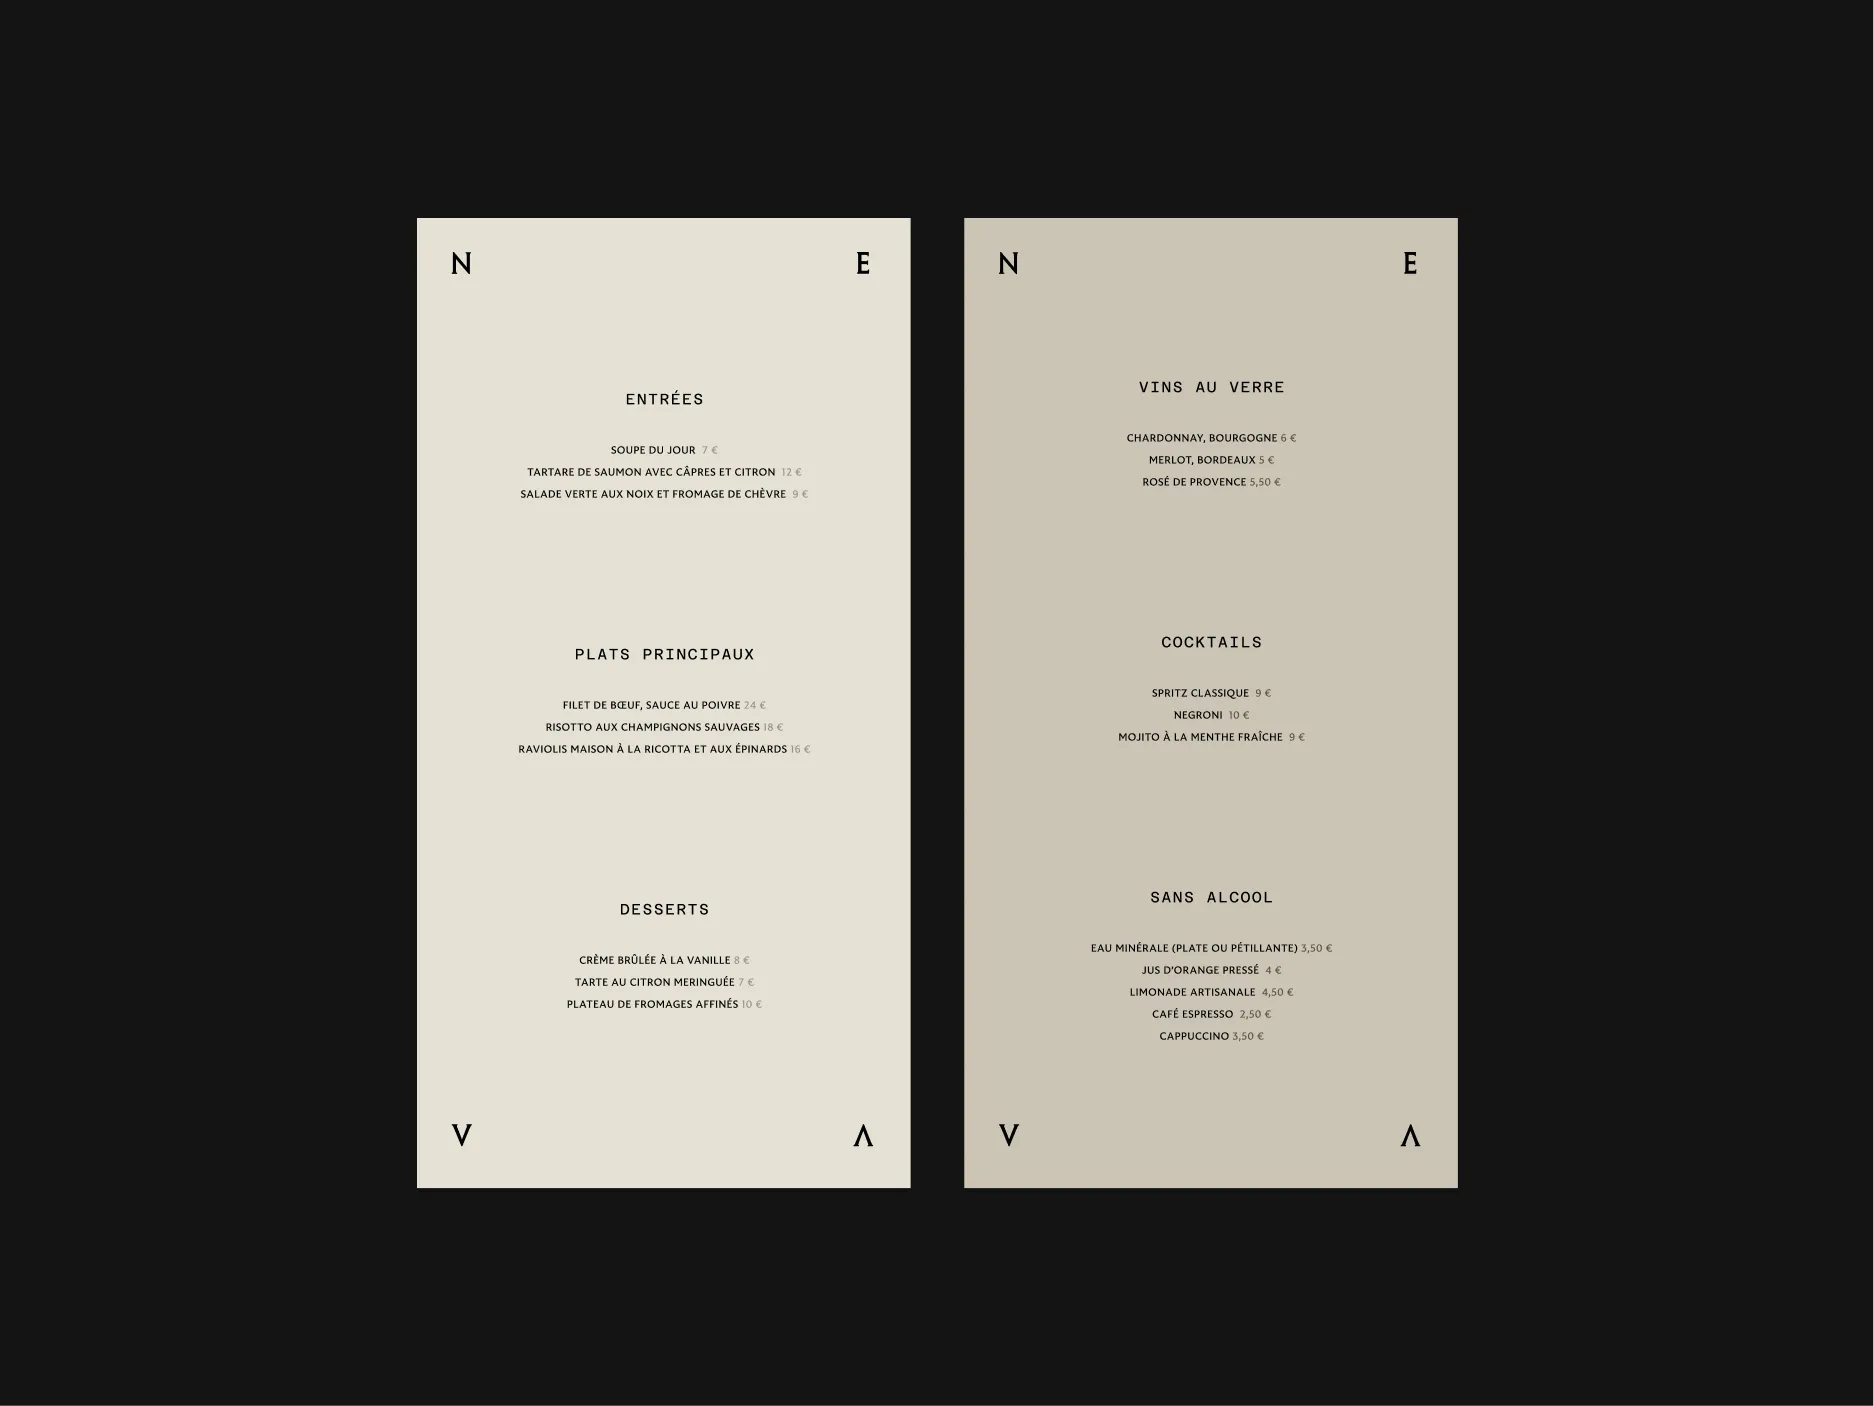 N E
ENTRÉES
SOUPE DU JOUR 7 €
TARTARE DE SAUMON AVEC CÂPRES ET CITRON 12 €
SALADE VERTE AUX NOIX ET FROMAGE DE CHÈVRE 9 €
PLATS PRINCIPAUX
FILET DE BŒUF, SAUCE AU POIVRE 24 €
RISOTTO AUX CHAMPIGNONS SAUVAGES 18 €
RAVIOLIS MAISON À LA RICOTTA ET AUX ÉPINARDS 16 €
DESSERTS
CRÈME BRÛLÉE À LA VANILLE 8 €
TARTE AU CITRON MERINGUÉE 7 €
PLATEAU DE FROMAGES AFFINÉS 10 €
V Λ
N E
VINS AU VERRE
CHARDONNAY, BOURGOGNE 6 €
MERLOT, BORDEAUX 5 €
ROSÉ DE PROVENCE 5,50 €
COCKTAILS
SPRITZ CLASSIQUE 9 €
NEGRONI 10 €
MOJITO À LA MENTHE FRAÎCHE 9 €
SANS ALCOOL
EAU MINÉRALE (PLATE OU PÉTILLANTE) 3,50 €
JUS D'ORANGE PRESSÉ 4 €
LIMONADE ARTISANALE 4,50 €
CAFÉ ESPRESSO 2,50 €
CAPPUCCINO 3,50 €
V Λ